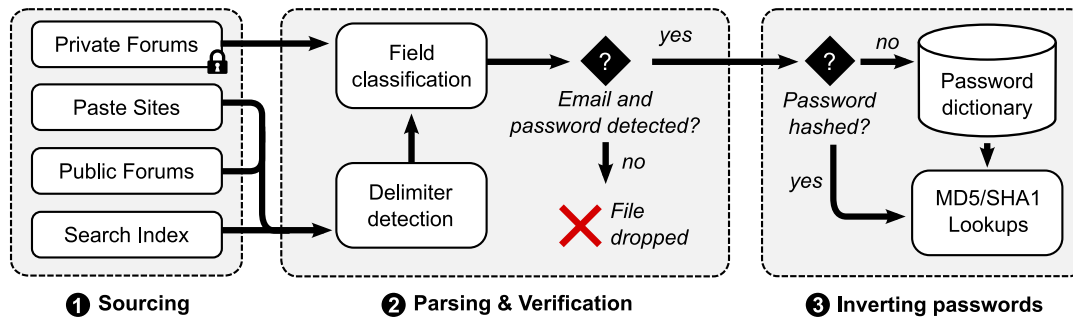 Private Forums
Paste Sites
Public Forums
Search Index
1 Sourcing
Field
classification
Delimiter
detection
?
Email and
password detected?
yes
no
File
dropped
2 Parsing & Verification
?
Password
hashed?
no
yes
Password
dictionary
MD5/SHA1
Lookups
3 Inverting passwords